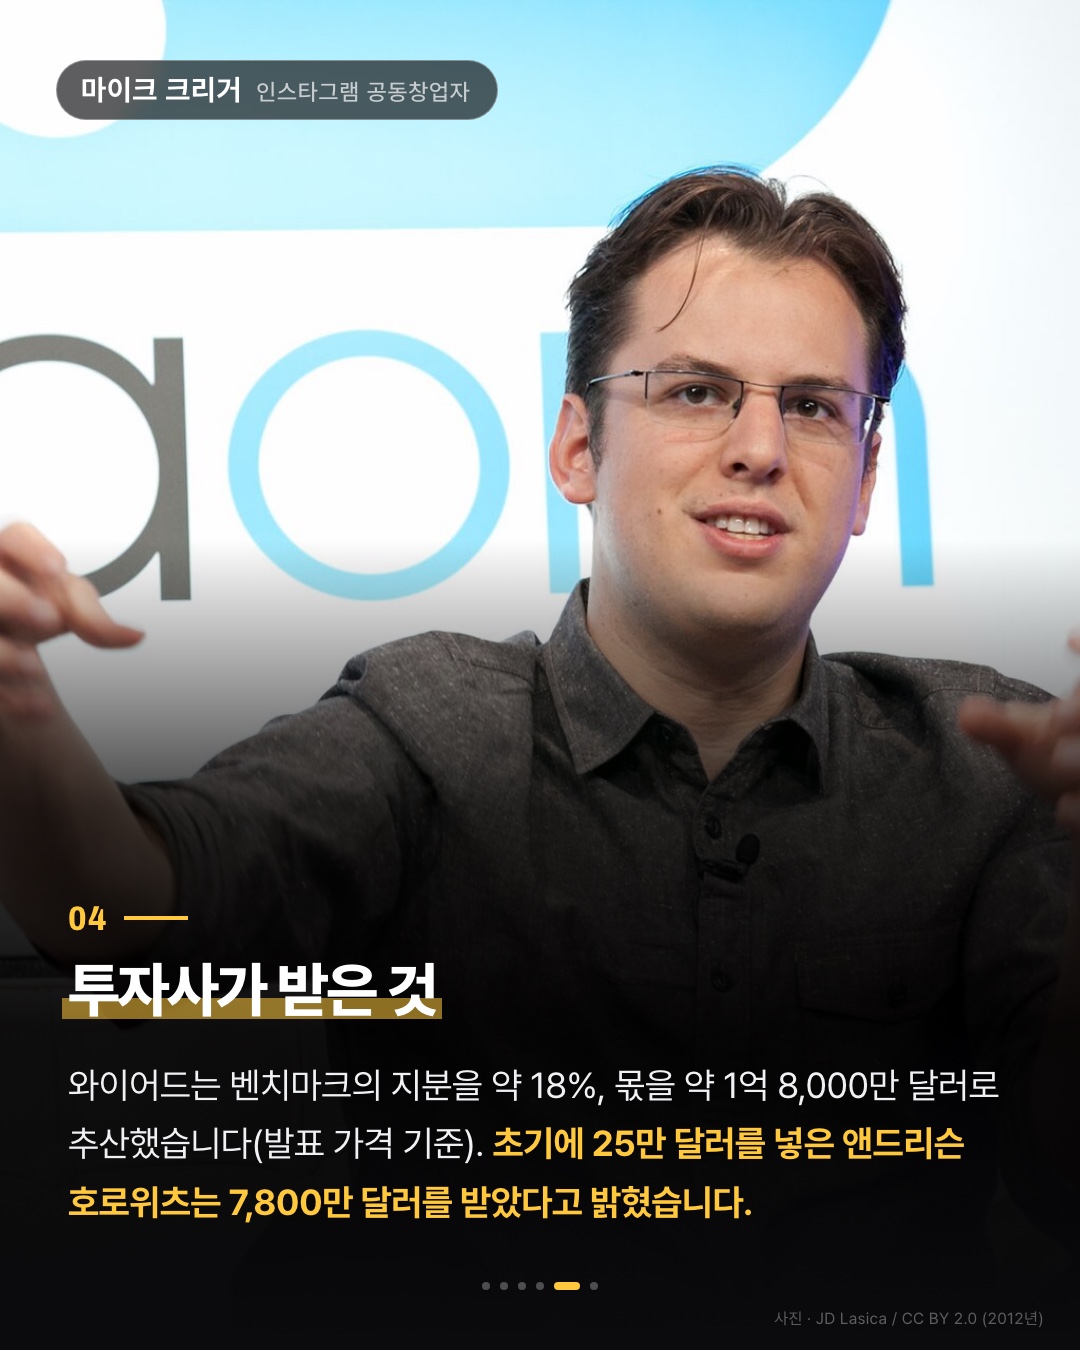 마이크 크리거 인스타그램 공동창업자
aom
04
투자사가 받은 것
와이어드는 벤치마크의 지분을 약 18%, 몫을 약 1억 8,000만 달러로
추산했습니다(발표 가격 기준). 초기에 25만 달러를 넣은 앤드리슨
호로위츠는 7,800만 달러를 받았다고 밝혔습니다.
사진 · JD Lasica / CC BY 2.0 (2012년)